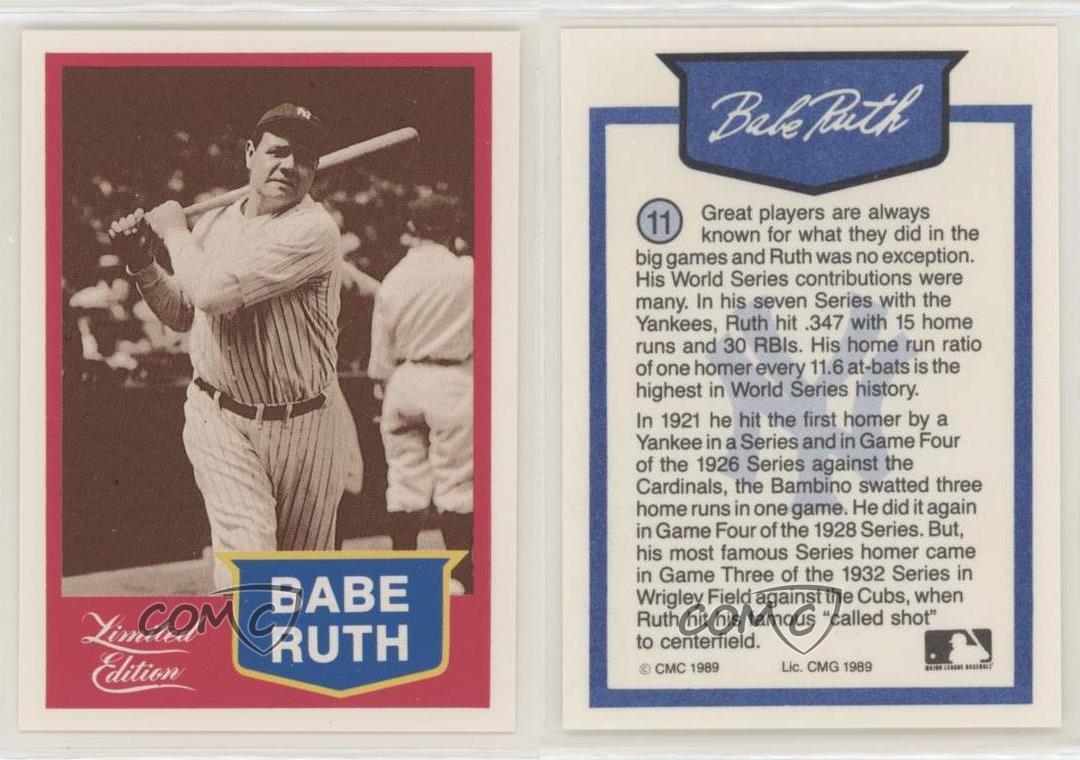 NY
Limited
Edition
BABE
RUTH
COMC
Babe Ruth
11
Great players are always
known for what they did in the
big games and Ruth was no exception.
His World Series contributions were
many. In his seven Series with the
Yankees, Ruth hit .347 with 15 home
runs and 30 RBIs. His home run ratio
of one homer every 11.6 at-bats is the
highest in World Series history.
In 1921 he hit the first homer by a
Yankee in a Series and in Game Four
of the 1926 Series against the
Cardinals, the Bambino swatted three
home runs in one game. He did it again
in Game Four of the 1928 Series. But,
his most famous Series homer came
in Game Three of the 1932 Series in
Wrigley Field against the Cubs, when
Ruth hit his famous “called shot”
to centerfield.
COMC
© CMC 1989 Lic. CMG 1989
MAJOR LEAGUE BASEBALL